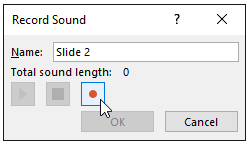 Record Sound ? ×
Name: Slide 2
Total sound length: 0
OK Cancel